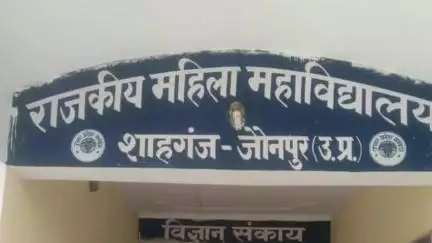 राजकीय महिला महाविद्यालय
शाहगंज - जौनपुर (उ.प्र.)
विज्ञान संकाय